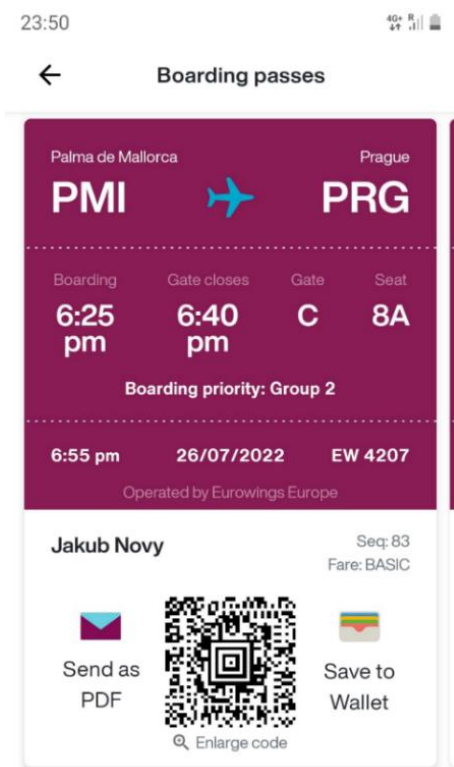 23:50
4G+ R
Boarding passes
Palma de Mallorca Prague
PMI PRG
Boarding Gate closes Gate Seat
6:25 pm 6:40 pm C 8A
Boarding priority: Group 2
6:55 pm 26/07/2022 EW 4207
Operated by Eurowings Europe
Jakub Novy Seq: 83
Fare: BASIC
Send as PDF Save to Wallet
Enlarge code